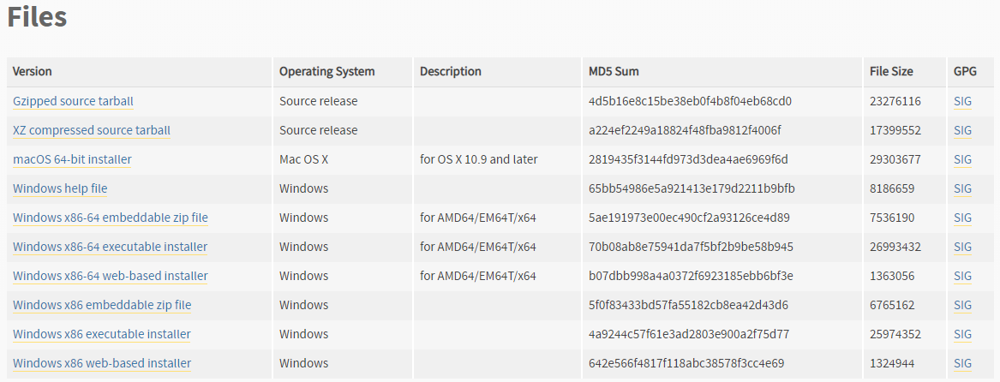 Files
Version Operating System Description MD5 Sum File Size GPG
Gzipped source tarball Source release 4d5b16e8c15be38eb0f4b8f04eb68cd0 23276116 SIG
XZ compressed source tarball Source release a224ef2249a18824f48fba9812f4006f 17399552 SIG
macOS 64-bit installer Mac OS X for OS X 10.9 and later 2819435f3144fd973d3dea4ae6969f6d 29303677 SIG
Windows help file Windows 65bb54986e5a921413e179d2211b9bfb 8186659 SIG
Windows x86-64 embeddable zip file Windows for AMD64/EM64T/x64 5ae191973e00ec490cf2a93126ce4d89 7536190 SIG
Windows x86-64 executable installer Windows for AMD64/EM64T/x64 70b08ab8e75941da7f5bf2b9be58b945 26993432 SIG
Windows x86-64 web-based installer Windows for AMD64/EM64T/x64 b07dbb998a4a0372f6923185ebb6bf3e 1363056 SIG
Windows x86 embeddable zip file Windows 5f0f83433bd57fa55182cb8ea42d43d6 6765162 SIG
Windows x86 executable installer Windows 4a9244c57f61e3ad2803e900a2f75d77 25974352 SIG
Windows x86 web-based installer Windows 642e566f4817f118abc38578f3cc4e69 1324944 SIG